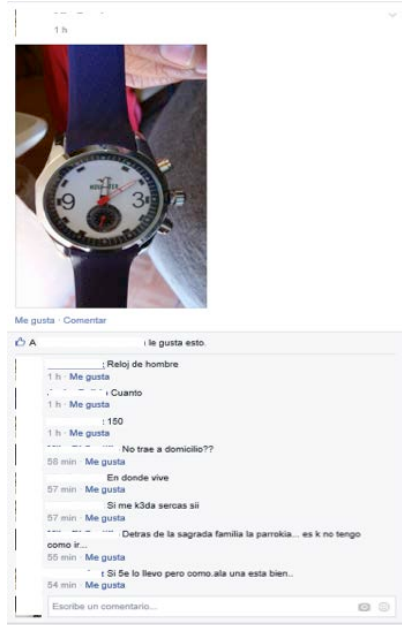 1 h
9 3
Me gusta · Comentar
A le gusta esto.
: Reloj de hombre
1 h · Me gusta
Cuanto
1 h · Me gusta
: 150
1 h · Me gusta
No trae a domicilio??
58 min · Me gusta
En donde vive
57 min · Me gusta
Si me k3da sercas sii
57 min · Me gusta
Detras de la sagrada familia la parrokia... es k no tengo
como ir...
55 min · Me gusta
Si 5e lo llevo pero como.ala una esta bien..
54 min · Me gusta
Escribe un comentario...